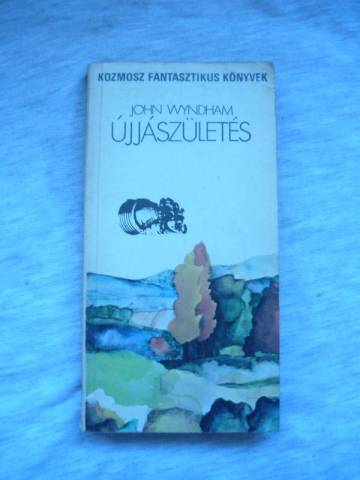 KOZMOSZ FANTASZTIKUS KÖNYVEK
JOHN WYNDHAM
ÚJJÁSZÜLETÉS